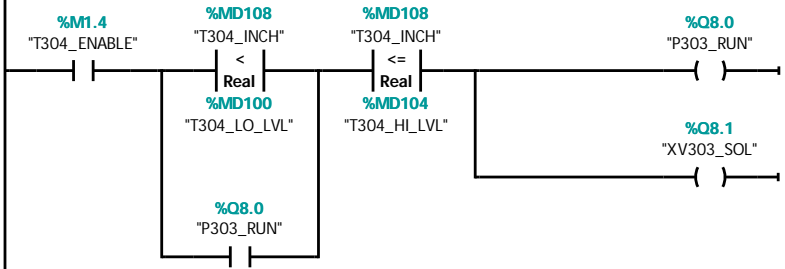 %M1.4
"T304_ENABLE"
%MD108
"T304_INCH"
<
Real
%MD100
"T304_LO_LVL"
%MD108
"T304_INCH"
<=
Real
%MD104
"T304_HI_LVL"
%Q8.0
"P303_RUN"
%Q8.1
"XV303_SOL"
%Q8.0
"P303_RUN"